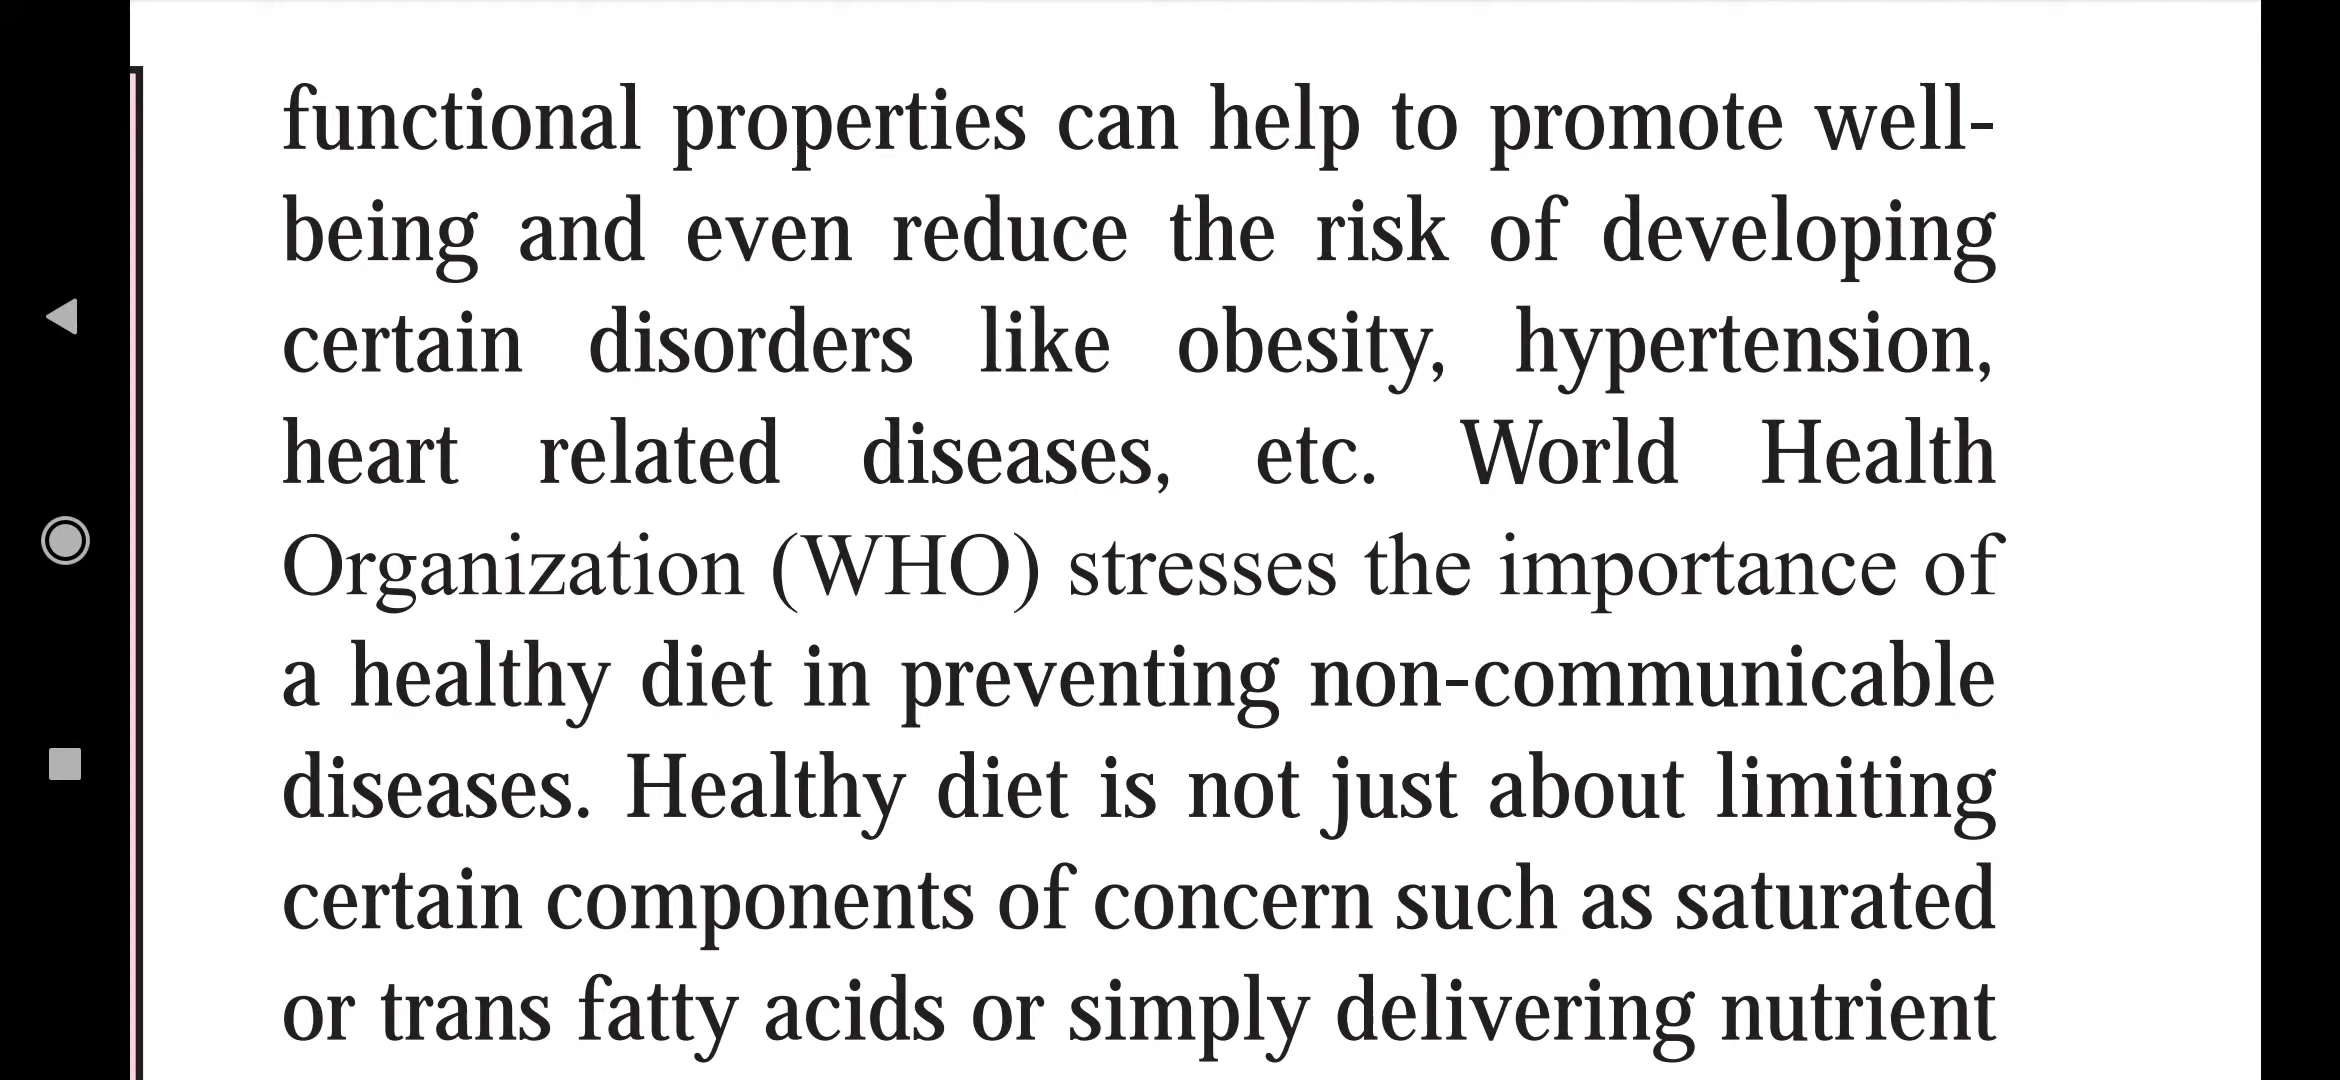 functional properties can help to promote well-
being and even reduce the risk of developing
certain disorders like obesity, hypertension,
heart related diseases, etc. World Health
Organization (WHO) stresses the importance of
a healthy diet in preventing non-communicable
diseases. Healthy diet is not just about limiting
certain components of concern such as saturated
or trans fatty acids or simply delivering nutrient